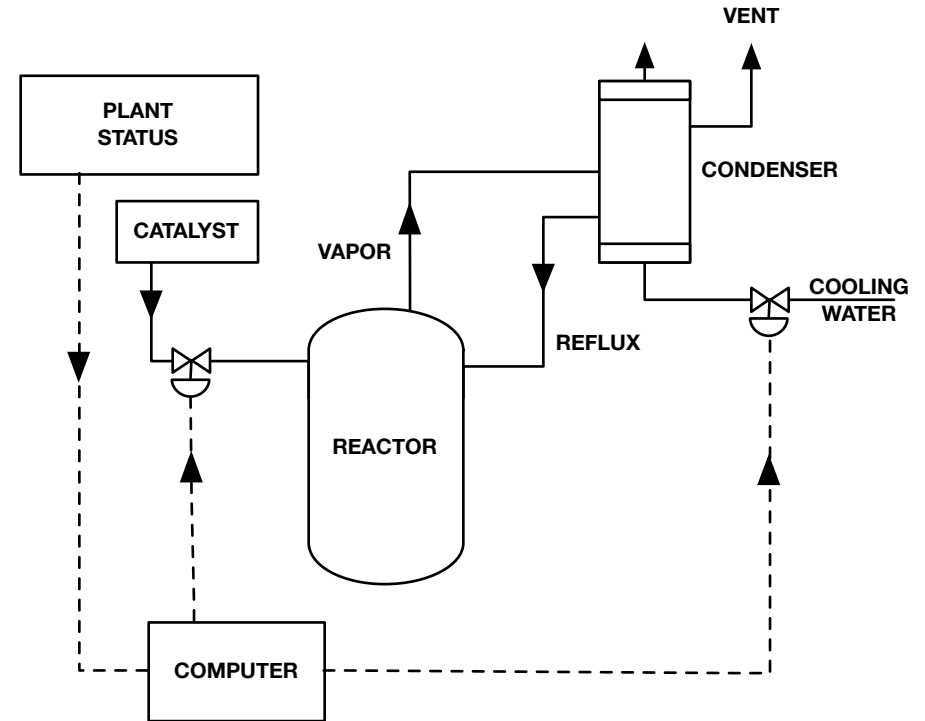 VENT
PLANT
STATUS
CONDENSER
CATALYST
VAPOR
COOLING
WATER
REFLUX
REACTOR
COMPUTER